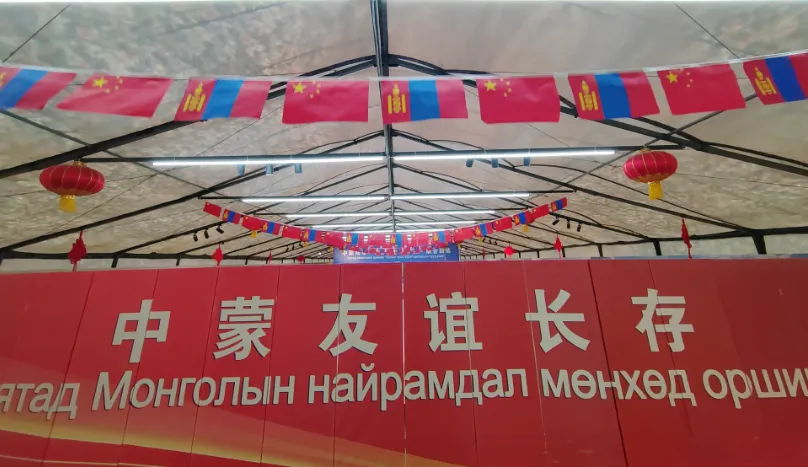 中蒙友谊长存
ятад Монголын найрамдал мөнхөд орши